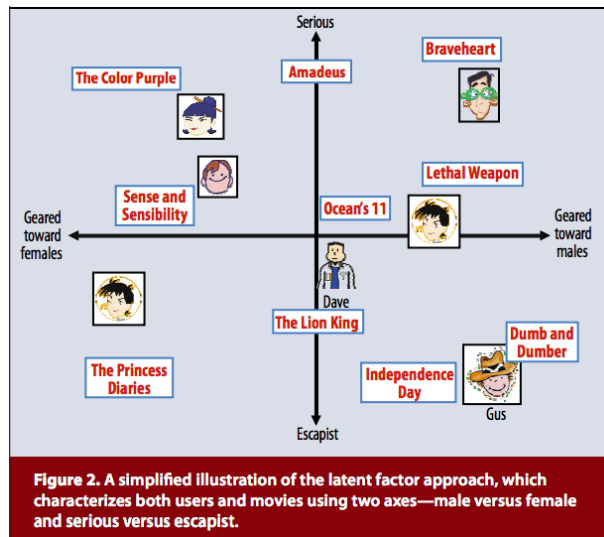 Serious
Braveheart
Amadeus
The Color Purple
Lethal Weapon
Sense and
Sensibility
Ocean's 11
Geared
toward
females
Geared
toward
males
Dave
The Lion King
Dumb and
Dumber
The Princess
Diaries
Independence
Day
Gus
Escapist
Figure 2. A simplified illustration of the latent factor approach, which
characterizes both users and movies using two axes—male versus female
and serious versus escapist.